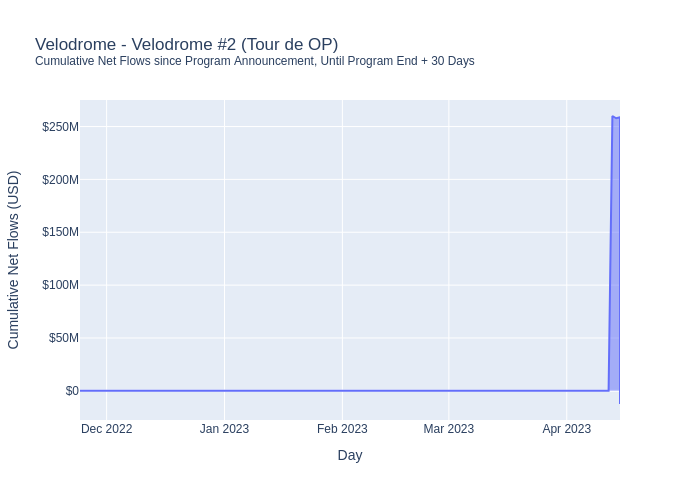 Velodrome - Velodrome #2 (Tour de OP)
Cumulative Net Flows since Program Announcement, Until Program End + 30 Days
$250M
$200M
$150M
$100M
$50M
$0
Cumulative Net Flows (USD)
Dec 2022
Jan 2023
Feb 2023
Mar 2023
Apr 2023
Day